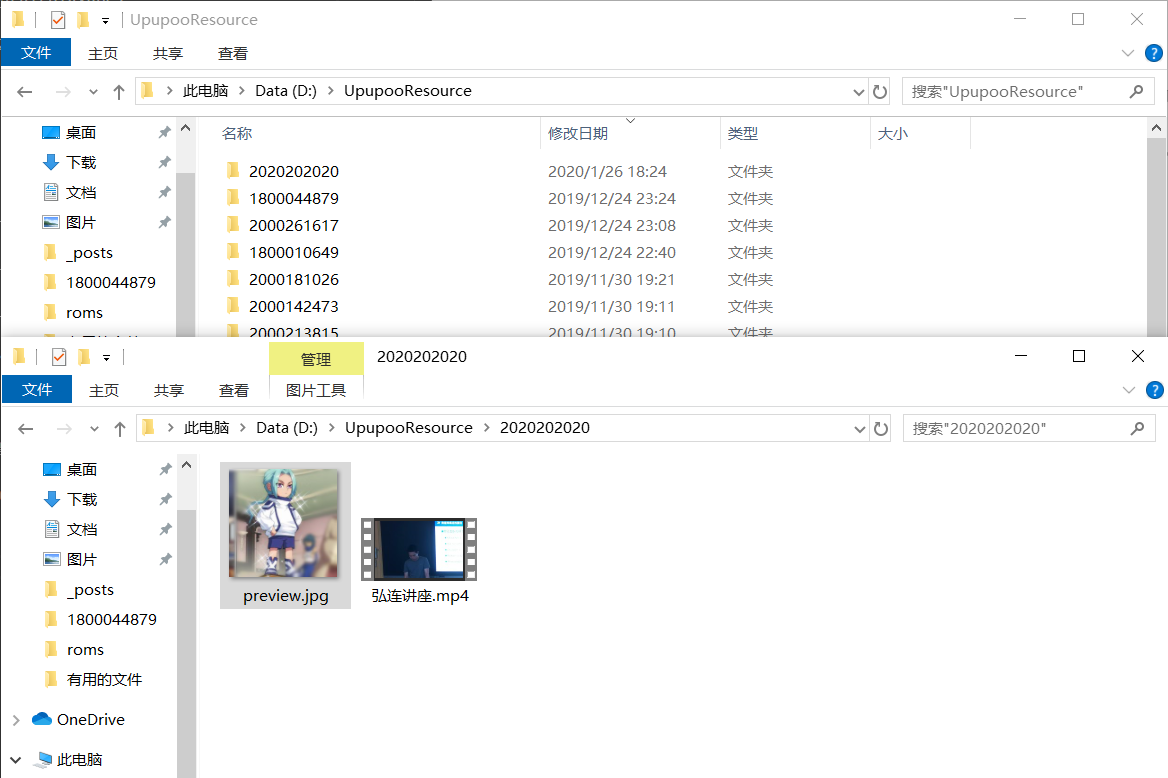 UpupooResource
文件 主页 共享 查看
此电脑 Data (D:) UpupooResource 搜索"UpupooResource"
桌面
下载
文档
图片
_posts
1800044879
roms
名称 修改日期 类型 大小
2020202020 2020/1/26 18:24 文件夹
1800044879 2019/12/24 23:24 文件夹
2000261617 2019/12/24 23:08 文件夹
1800010649 2019/12/24 22:40 文件夹
2000181026 2019/11/30 19:21 文件夹
2000142473 2019/11/30 19:11 文件夹
2000213815 2019/11/30 19:10 文件夹
管理 2020202020
文件 主页 共享 查看 图片工具
此电脑 Data (D:) UpupooResource 2020202020 搜索"2020202020"
桌面
下载
文档
图片
_posts
1800044879
roms
有用的文件
OneDrive
此电脑
preview.jpg
弘连讲座.mp4